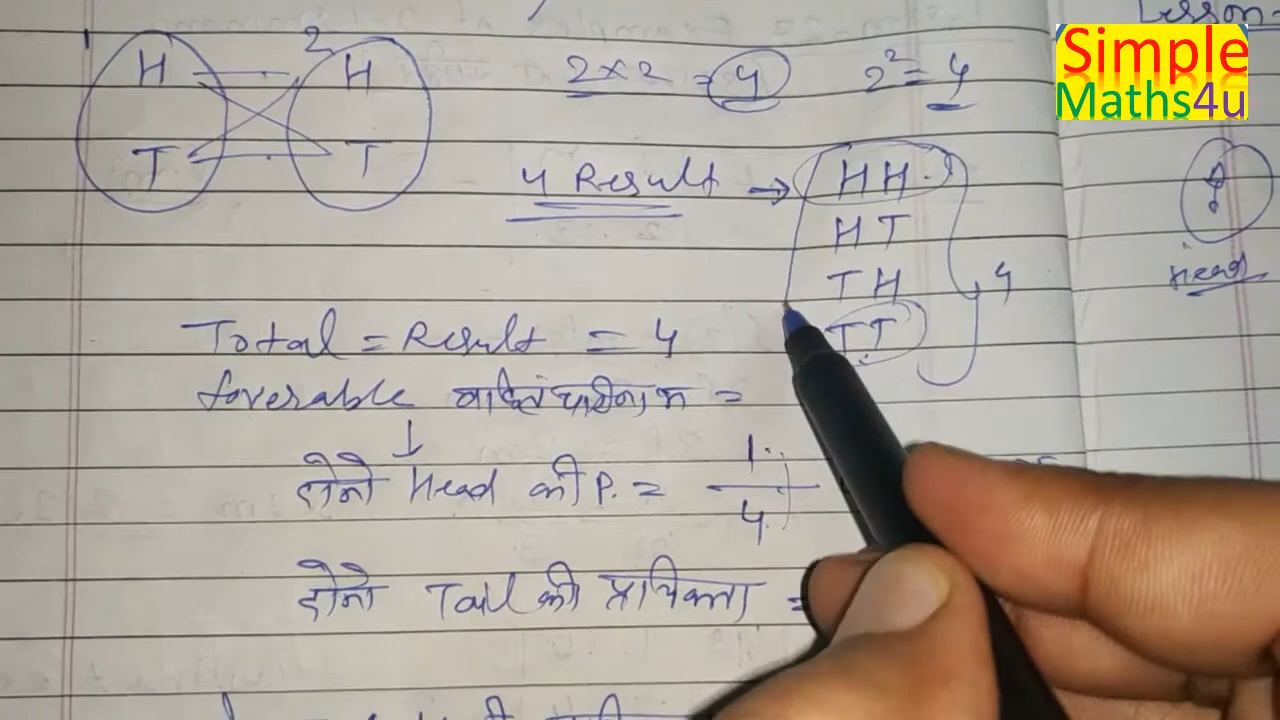 Lesson-
Simple
Maths4u
H H 2
T T
2×2 = 4 2²=4
4 Result → HH
HT
TH 4
TT
Head
Total = Result = 4
foverable =
दोनो Head की P. = 1/4
दोनो Tail की प्रायिकता =